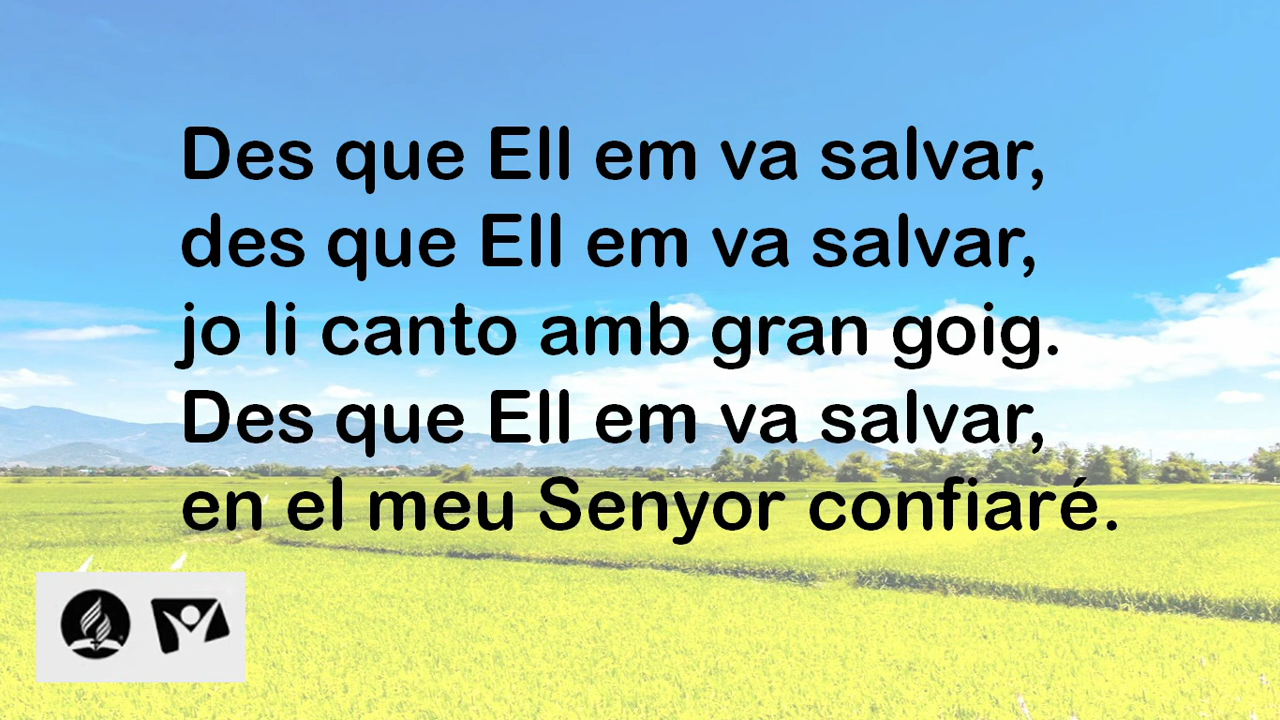 Des que Ell em va salvar,
des que Ell em va salvar,
jo li canto amb gran goig.
Des que Ell em va salvar,
en el meu Senyor confiaré.